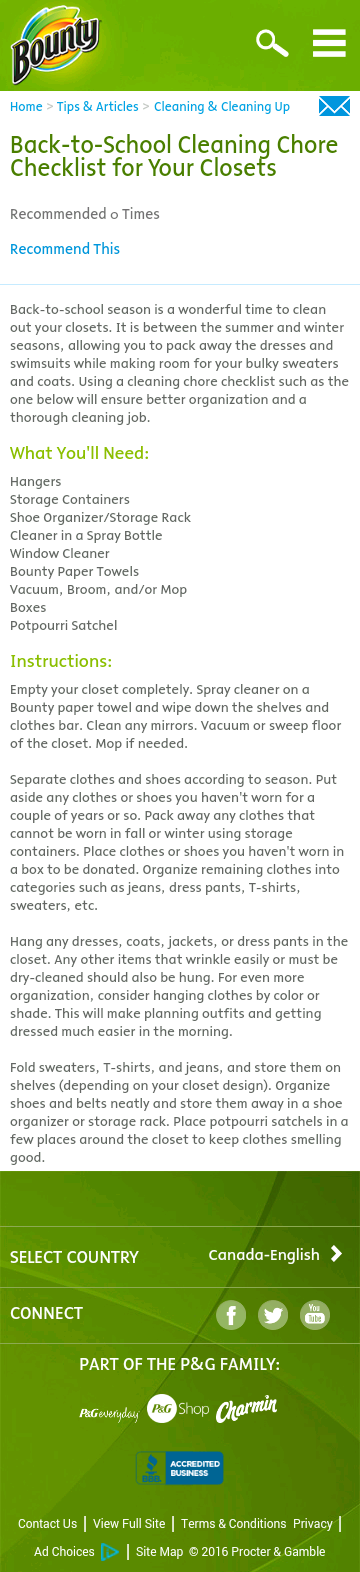 Bounty
Home > Tips & Articles > Cleaning & Cleaning Up
Back-to-School Cleaning Chore
Checklist for Your Closets
Recommended 0 Times
Recommend This
Back-to-school season is a wonderful time to clean
out your closets. It is between the summer and winter
seasons, allowing you to pack away the dresses and
swimsuits while making room for your bulky sweaters
and coats. Using a cleaning chore checklist such as the
one below will ensure better organization and a
thorough cleaning job.
What You'll Need:
Hangers
Storage Containers
Shoe Organizer/Storage Rack
Cleaner in a Spray Bottle
Window Cleaner
Bounty Paper Towels
Vacuum, Broom, and/or Mop
Boxes
Potpourri Satchel
Instructions:
Empty your closet completely. Spray cleaner on a
Bounty paper towel and wipe down the shelves and
clothes bar. Clean any mirrors. Vacuum or sweep floor
of the closet. Mop if needed.
Separate clothes and shoes according to season. Put
aside any clothes or shoes you haven't worn for a
couple of years or so. Pack away any clothes that
cannot be worn in fall or winter using storage
containers. Place clothes or shoes you haven't worn in
a box to be donated. Organize remaining clothes into
categories such as jeans, dress pants, T-shirts,
sweaters, etc.
Hang any dresses, coats, jackets, or dress pants in the
closet. Any other items that wrinkle easily or must be
dry-cleaned should also be hung. For even more
organization, consider hanging clothes by color or
shade. This will make planning outfits and getting
dressed much easier in the morning.
Fold sweaters, T-shirts, and jeans, and store them on
shelves (depending on your closet design). Organize
shoes and belts neatly and store them away in a shoe
organizer or storage rack. Place potpourri satchels in a
few places around the closet to keep clothes smelling
good.
SELECT COUNTRY Canada-English
CONNECT f You Tube
PART OF THE P&G FAMILY:
P&G everyday P&G Shop Charmin
BBB ACCREDITED BUSINESS
Contact Us | View Full Site | Terms & Conditions Privacy |
Ad Choices | Site Map © 2016 Procter & Gamble